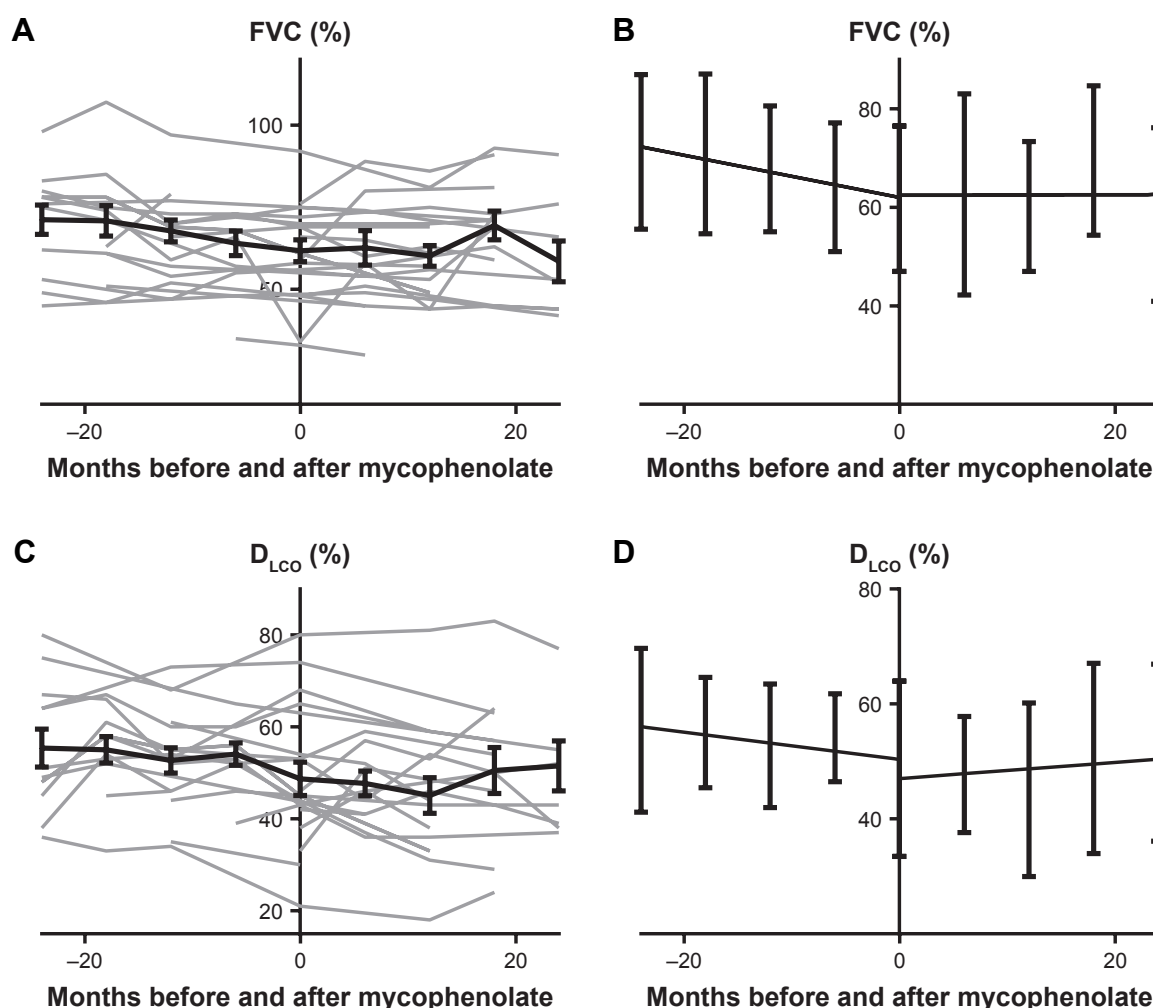 A
FVC (%)
100
50
–20
0
20
Months before and after mycophenolate
B
FVC (%)
80
60
40
–20
0
20
Months before and after mycophenolate
C
DLCO (%)
80
60
40
20
–20
0
20
Months before and after mycophenolate
D
DLCO (%)
80
60
40
–20
0
20
Months before and after mycophenolate